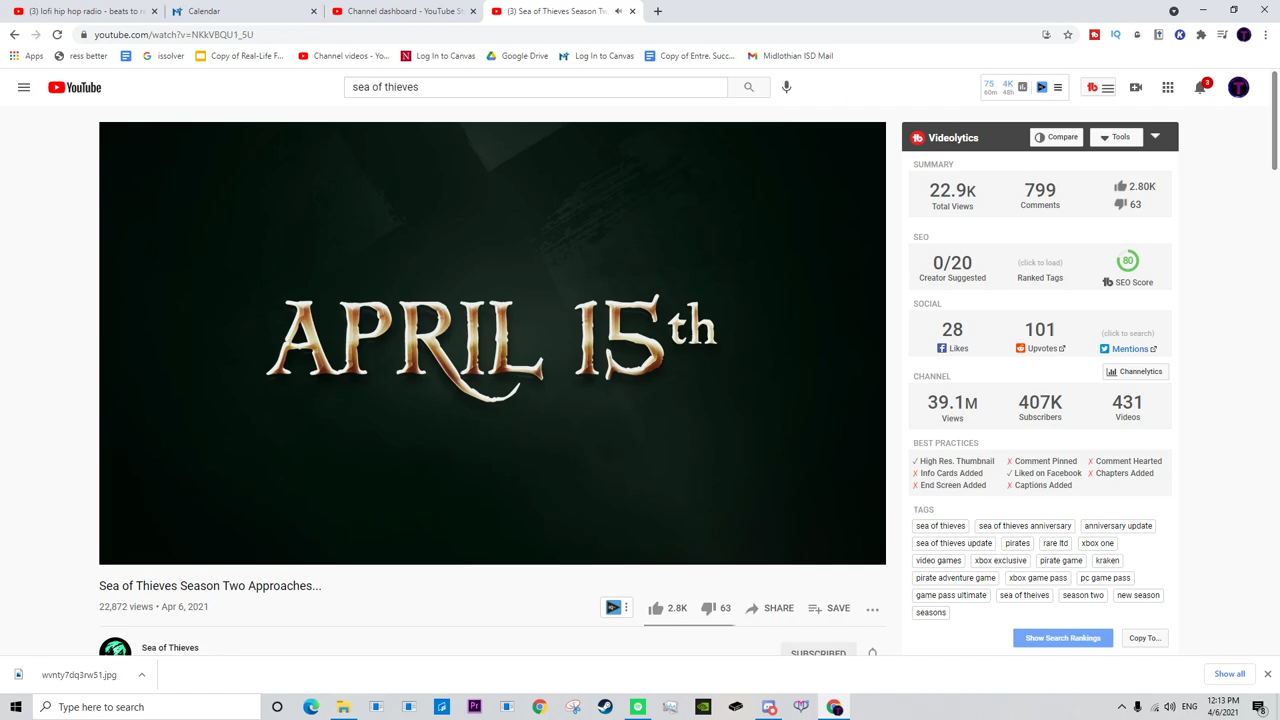 (3) lofi hip hop radio - beats to re
Calendar
Channel dashboard - YouTube St
(3) Sea of Thieves Season Tw
youtube.com/watch?v=NKkVBQU1_5U
Apps
ress better
issolver
Copy of Real-Life F...
Channel videos - Yo...
Log In to Canvas
Google Drive
Copy of Entre. Succ...
Log In to Canvas
Midlothian ISD Mail
YouTube
sea of thieves
75 4K
60m 48h
3
Videolytics
Compare
Tools
SUMMARY
22.9K 799 2.80K
Total Views Comments 63
SEO
0/20 (click to load) 80
Creator Suggested Ranked Tags SEO Score
SOCIAL
28 101 (click to search)
Likes Upvotes Mentions
CHANNEL Channelytics
39.1M 407K 431
Views Subscribers Videos
BEST PRACTICES
✓ High Res. Thumbnail ✗ Comment Pinned ✗ Comment Hearted
✗ Info Cards Added ✓ Liked on Facebook ✗ Chapters Added
✗ End Screen Added ✗ Captions Added
TAGS
sea of thieves sea of thieves anniversary anniversary update
sea of thieves update pirates rare ltd xbox one
video games xbox exclusive pirate game kraken
pirate adventure game xbox game pass pc game pass
game pass ultimate sea of theives season two new season
seasons
Show Search Rankings Copy To...
APRIL 15th
Sea of Thieves Season Two Approaches...
22,872 views • Apr 6, 2021
2.8K 63 SHARE SAVE
Sea of Thieves
SUBSCRIBED
wvnty7dq3rw51.jpg
Show all
Type here to search
ENG
12:13 PM
4/6/2021
8